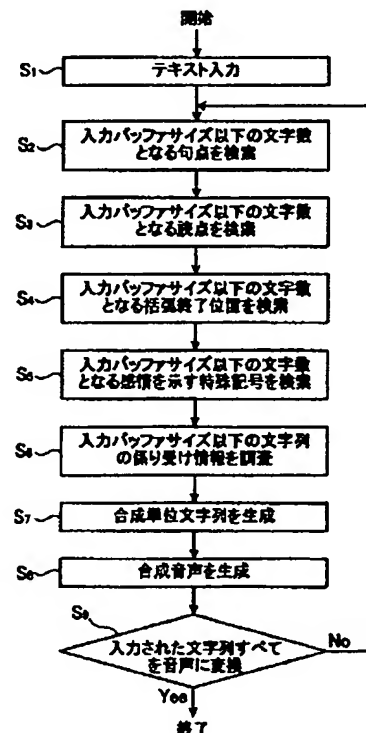 開始
S1
テキスト入力
S2
入力バッファサイズ以下の文字数
となる句点を検索
S3
入力バッファサイズ以下の文字数
となる読点を検索
S4
入力バッファサイズ以下の文字数
となる括弧終了位置を検索
S5
入力バッファサイズ以下の文字数
となる感情を示す特殊記号を検索
S6
入力バッファサイズ以下の文字列
の係り受け情報を調査
S7
合成単位文字列を生成
S8
合成音声を生成
S9
入力された文字列すべて
を音声に変換
No
Yes
終了